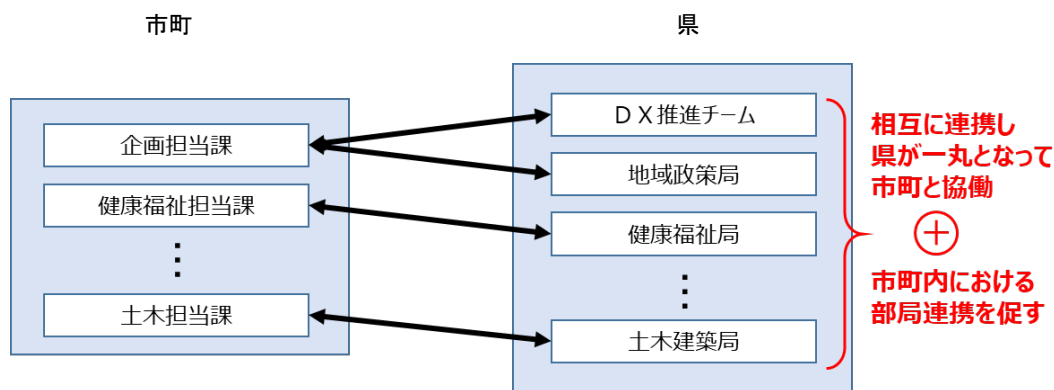 市町
県
企画担当課
健康福祉担当課
⋮
土木担当課
ＤＸ推進チーム
地域政策局
健康福祉局
⋮
土木建築局
相互に連携し
県が一丸となって
市町と協働
＋
市町内における
部局連携を促す